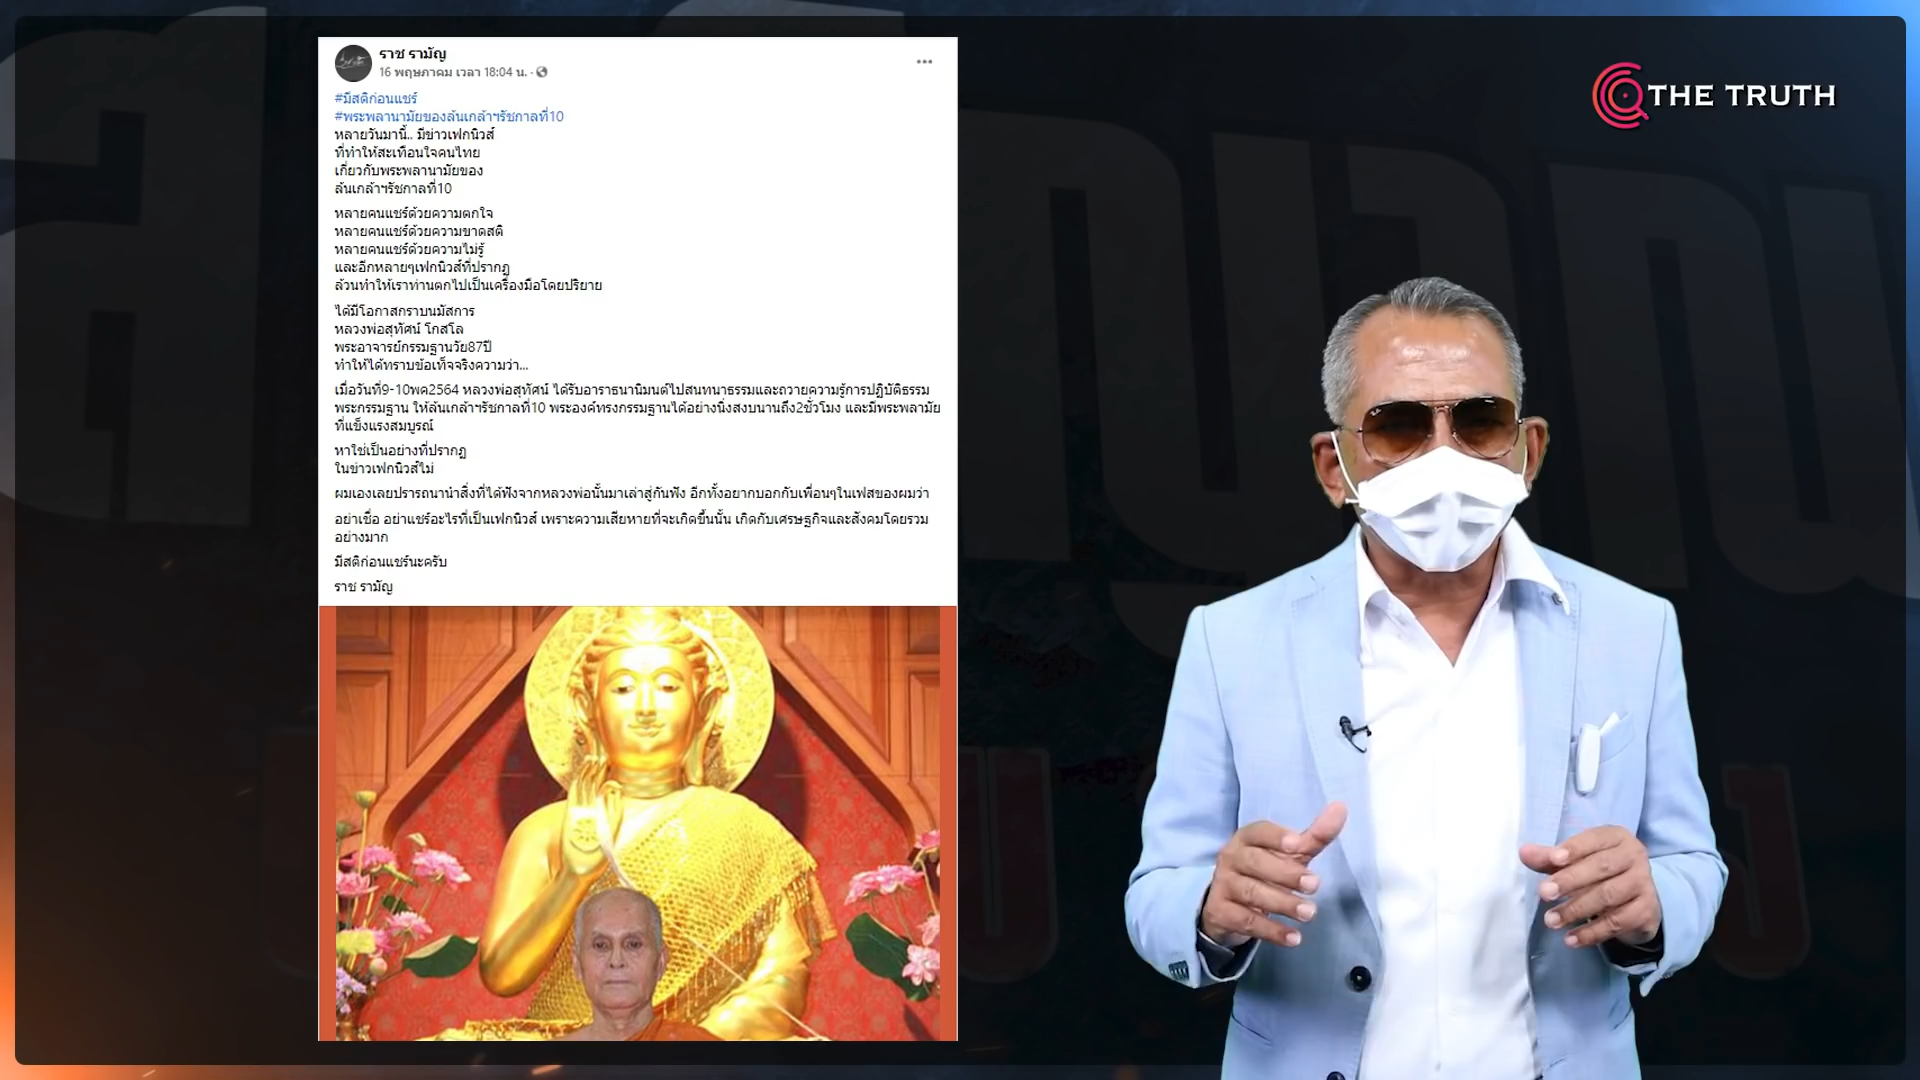 ราช รามัญ
16 พฤษภาคม เวลา 18:04 น. ·
#มีสติก่อนแชร์
#พระพลานามัยของล้นเกล้าฯรัชกาลที่10
หลายวันมานี้.. มีข่าวเฟกนิวส์
ที่ทำให้สะเทือนใจคนไทย
เกี่ยวกับพระพลานามัยของ
ล้นเกล้าฯรัชกาลที่10
หลายคนแชร์ด้วยความตกใจ
หลายคนแชร์ด้วยความขาดสติ
หลายคนแชร์ด้วยความไม่รู้
และอีกหลายๆเฟกนิวส์ที่ปรากฏ
ล้วนทำให้เราท่านตกไปเป็นเครื่องมือโดยปริยาย
ได้มีโอกาสกราบนมัสการ
หลวงพ่อสุทัศน์ โกสโล
พระอาจารย์กรรมฐานวัย87ปี
ทำให้ได้ทราบข้อเท็จจริงความว่า...
เมื่อวันที่9-10พค2564 หลวงพ่อสุทัศน์ ได้รับอาราธนานิมนต์ไปสนทนาธรรมและถวายความรู้การปฏิบัติธรรม
พระกรรมฐาน ให้ล้นเกล้าฯรัชกาลที่10 พระองค์ทรงกรรมฐานได้อย่างนิ่งสงบนานถึง2ชั่วโมง และมีพระพลามัย
ที่แข็งแรงสมบูรณ์
หาใช่เป็นอย่างที่ปรากฏ
ในข่าวเฟกนิวส์ไม่
ผมเองเลยปรารถนานำสิ่งที่ได้ฟังจากหลวงพ่อนั้นมาเล่าสู่กันฟัง อีกทั้งอยากบอกกับเพื่อนๆในเฟสของผมว่า
อย่าเชื่อ อย่าแชร์อะไรที่เป็นเฟกนิวส์ เพราะความเสียหายที่จะเกิดขึ้นนั้น เกิดกับเศรษฐกิจและสังคมโดยรวม
อย่างมาก
มีสติก่อนแชร์นะครับ
ราช รามัญ
THE TRUTH